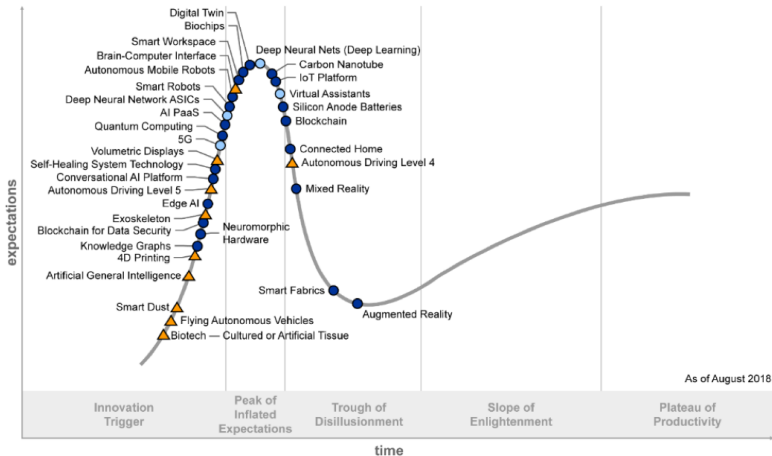 Digital Twin
Biochips
Smart Workspace
Brain-Computer Interface
Autonomous Mobile Robots
Smart Robots
Deep Neural Network ASICs
AI PaaS
Quantum Computing
5G
Volumetric Displays
Self-Healing System Technology
Conversational AI Platform
Autonomous Driving Level 5
Edge AI
Exoskeleton
Blockchain for Data Security
Neuromorphic
Hardware
Knowledge Graphs
4D Printing
Artificial General Intelligence
Smart Dust
Flying Autonomous Vehicles
Biotech — Cultured or Artificial Tissue
Deep Neural Nets (Deep Learning)
Carbon Nanotube
IoT Platform
Virtual Assistants
Silicon Anode Batteries
Blockchain
Connected Home
Autonomous Driving Level 4
Mixed Reality
Smart Fabrics
Augmented Reality
expectations
As of August 2018
Innovation
Trigger
Peak of
Inflated
Expectations
Trough of
Disillusionment
Slope of
Enlightenment
Plateau of
Productivity
time